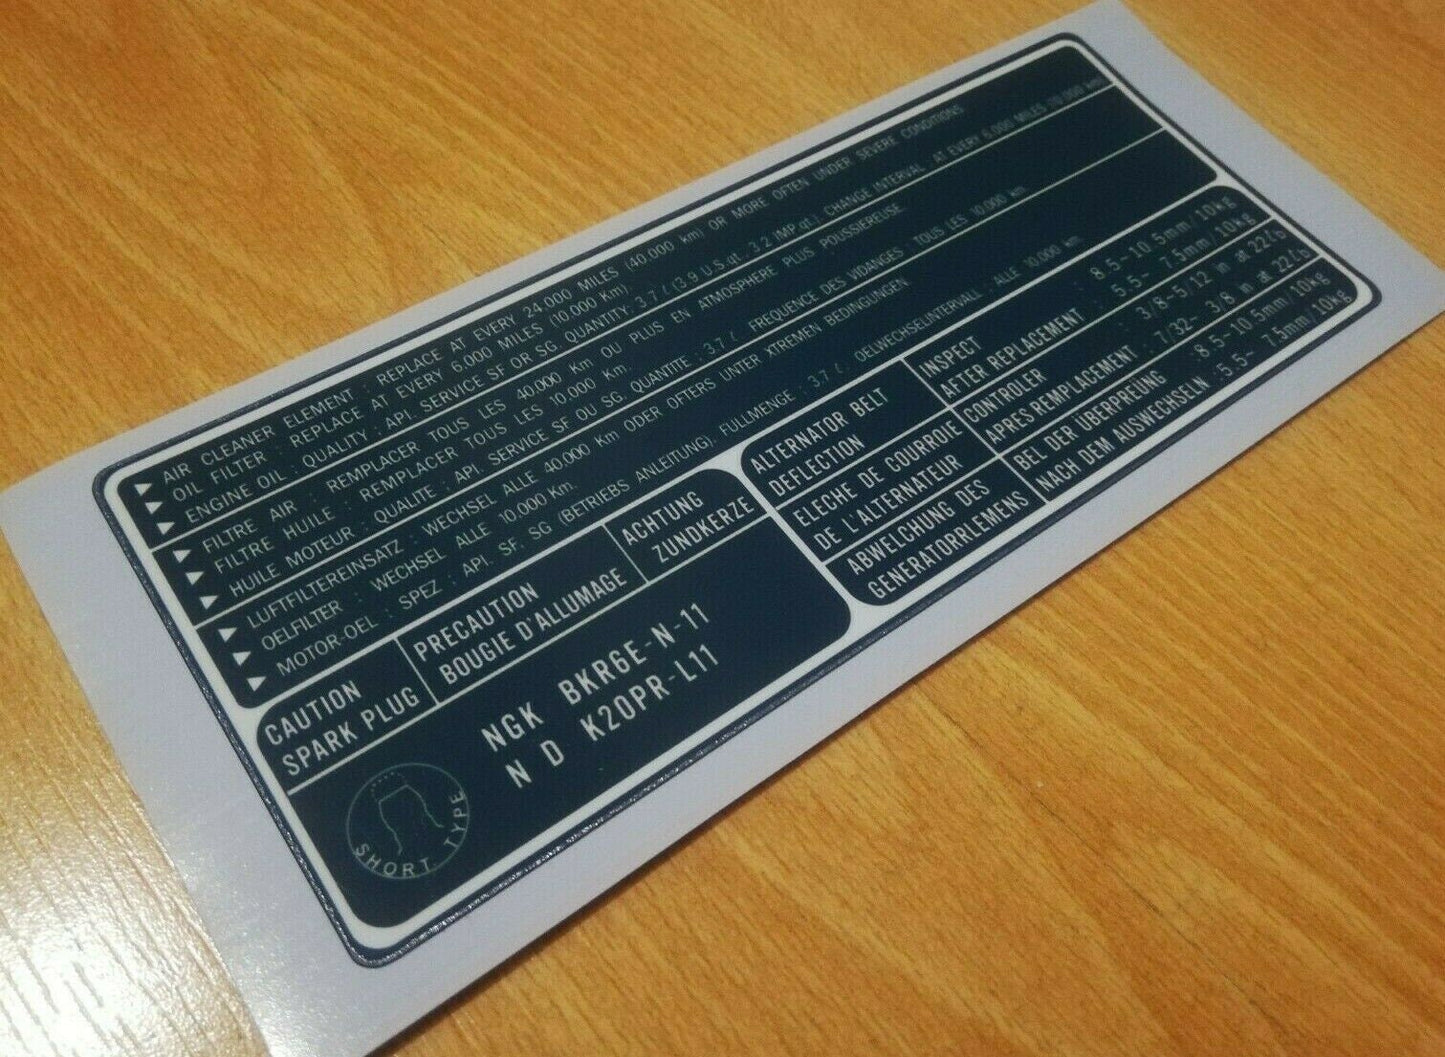 AIR CLEANER ELEMENT : REPLACE AT EVERY 24,000 MILES (40,000 km) OR MORE OFTEN UNDER SEVERE CONDITIONS
OIL FILTER : REPLACE AT EVERY 6,000 MILES (10,000 Km)
ENGINE OIL : QUALITY : API. SERVICE SF OR SG. QUANTITY: 3.7 ℓ (3.9 U.S.qt., 3.2 IMP.qt.) CHANGE INTERVAL. AT EVERY 6,000 MILES 10,000 km
FILTRE AIR : REMPLACER TOUS LES 40,000 Km OU PLUS EN ATMOSPHERE PLUS POUSSIEREUSE
FILTRE HUILE : REMPLACER TOUS LES 10,000 Km.
HUILE MOTEUR : QUALITE : API. SERVICE SF OU SG. QUANTITE : 3.7 ℓ. FREQUENCE DES VIDANGES : TOUS LES 10,000 km.
LUFTFILTEREINSATZ : WECHSEL ALLE 40,000 Km ODER OFTERS UNTER XTREMEN BEDINGUNGEN
OELFILTER : WECHSEL ALLE 10,000 Km.
MOTOR-OEL : SPEZ : API. SF, SG (BETRIEBS ANLEITUNG). FULLMENGE : 3.7 ℓ. OELWECHSELINTERVALL : ALLE 10,000 km
CAUTION
SPARK PLUG
PRECAUTION
BOUGIE D'ALLUMAGE
ACHTUNG
ZUNDKERZE
NGK BKR6E-N-11
N D K20PR-L11
SHORT. TYPE
ALTERNATOR BELT
DEFLECTION
INSPECT : 8.5~10.5mm/10kg
AFTER REPLACEMENT : 5.5~ 7.5mm/10kg
ELECHE DE COURROIE
DE L'ALTERNATEUR
CONTROLER : 3/8-5/12 in at 22lb
APRES REMPLACEMENT : 7/32~ 3/8 in at 22lb
ABWELCHUNG DES
GENERATORRLEMENS
BEL DER ÜBERPREUNG : 8.5~10.5mm/10kg
NACH DEM AUSWECHSELN : 5.5~ 7.5mm/10kg